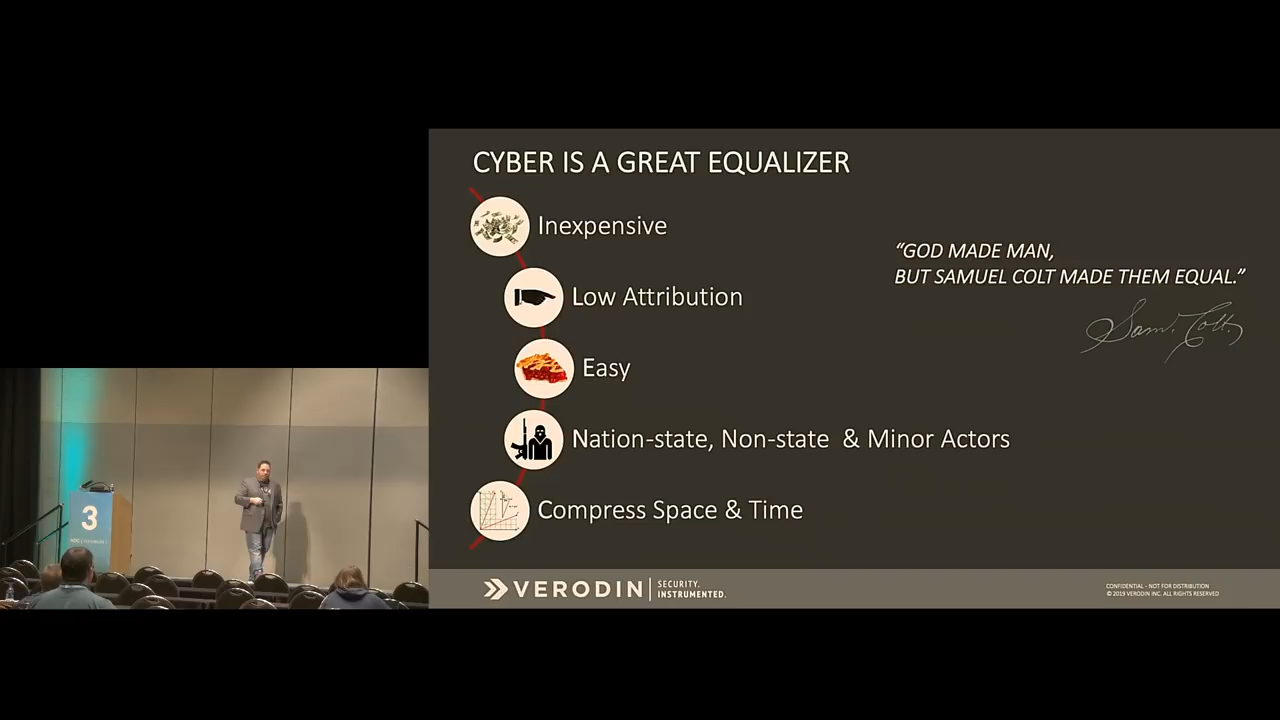 CYBER IS A GREAT EQUALIZER
Inexpensive
Low Attribution
Easy
Nation-state, Non-state & Minor Actors
Compress Space & Time
“GOD MADE MAN,
BUT SAMUEL COLT MADE THEM EQUAL.”
Sam. Colt.
VERODIN
SECURITY.
INSTRUMENTED.
CONFIDENTIAL - NOT FOR DISTRIBUTION
© 2019 VERODIN INC. ALL RIGHTS RESERVED
3